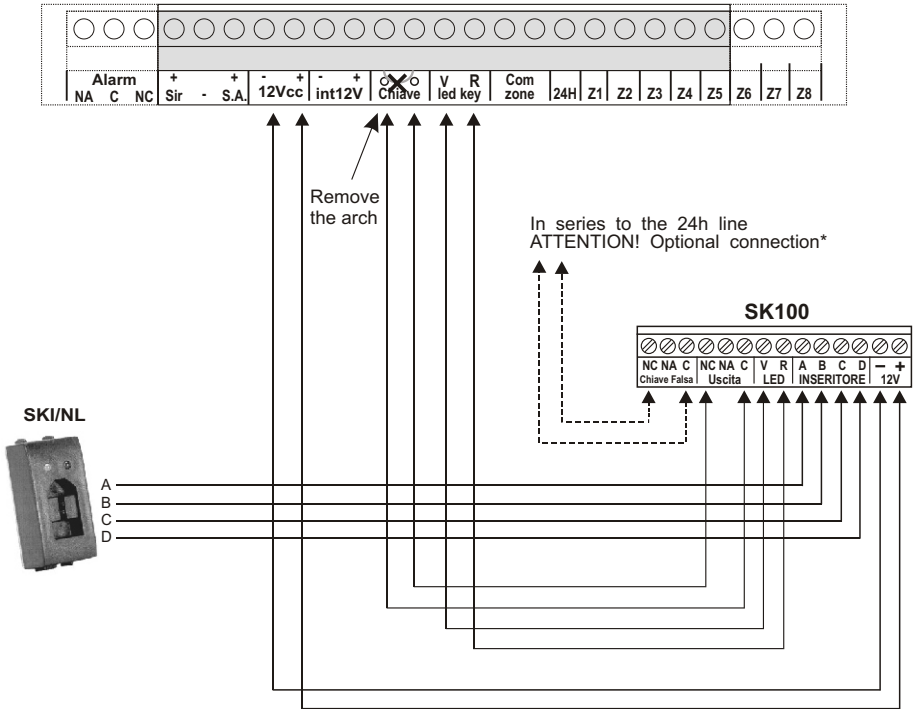 Alarm
NA C NC
+ Sir - + S.A.
- + 12Vcc
- + int12V
Chiave
V R
led key
Com
zone
24H Z1 Z2 Z3 Z4 Z5 Z6 Z7 Z8
Remove
the arch
In series to the 24h line
ATTENTION! Optional connection*
SK100
NC NA C NC NA C V R A B C D - +
Chiave Falsa Uscita LED INSERITORE 12V
SKI/NL
A
B
C
D